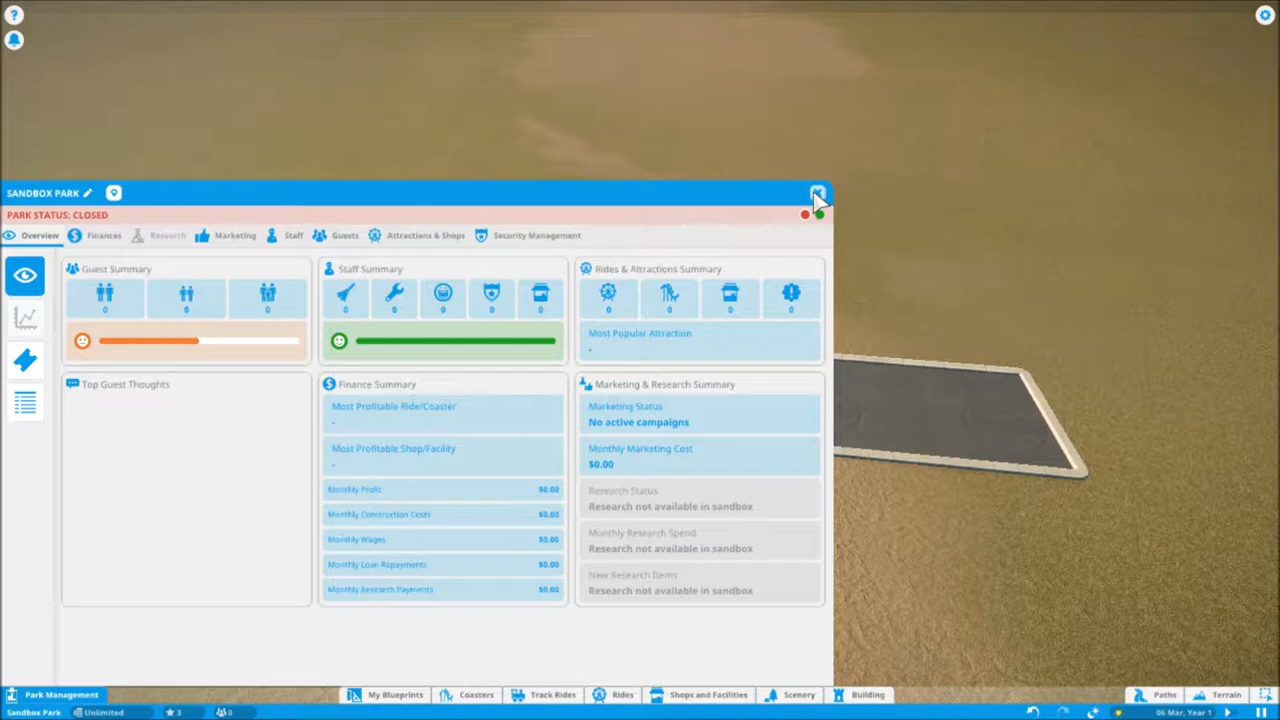 ?
SANDBOX PARK
PARK STATUS: CLOSED
Overview Finances Research Marketing Staff Guests Attractions & Shops Security Management
Guest Summary
0 0 0
Staff Summary
0 0 0 0 0
Rides & Attractions Summary
0 0 0 0
Most Popular Attraction
-
Top Guest Thoughts
Finance Summary
Most Profitable Ride/Coaster
-
Most Profitable Shop/Facility
-
Monthly Profit $0.00
Monthly Construction Costs $0.00
Monthly Wages $0.00
Monthly Loan Repayments $0.00
Monthly Research Payments $0.00
Marketing & Research Summary
Marketing Status
No active campaigns
Monthly Marketing Cost
$0.00
Research Status
Research not available in sandbox
Monthly Research Spend
Research not available in sandbox
New Research Items
Research not available in sandbox
Park Management My Blueprints Coasters Track Rides Rides Shops and Facilities Scenery Building Paths Terrain
Sandbox Park Unlimited 3 0 06 Mar, Year 1